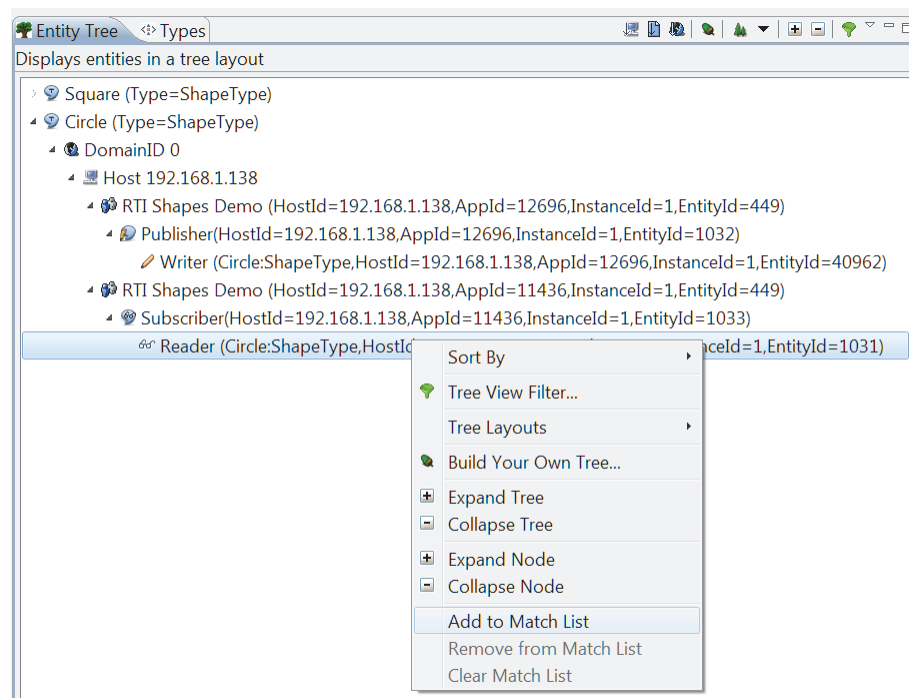 Entity Tree Types
Displays entities in a tree layout
Square (Type=ShapeType)
Circle (Type=ShapeType)
DomainID 0
Host 192.168.1.138
RTI Shapes Demo (HostId=192.168.1.138,AppId=12696,InstanceId=1,EntityId=449)
Publisher(HostId=192.168.1.138,AppId=12696,InstanceId=1,EntityId=1032)
Writer (Circle:ShapeType,HostId=192.168.1.138,AppId=12696,InstanceId=1,EntityId=40962)
RTI Shapes Demo (HostId=192.168.1.138,AppId=11436,InstanceId=1,EntityId=449)
Subscriber(HostId=192.168.1.138,AppId=11436,InstanceId=1,EntityId=1033)
Reader (Circle:ShapeType,HostId ceId=1,EntityId=1031)
Sort By
Tree View Filter...
Tree Layouts
Build Your Own Tree...
Expand Tree
Collapse Tree
Expand Node
Collapse Node
Add to Match List
Remove from Match List
Clear Match List